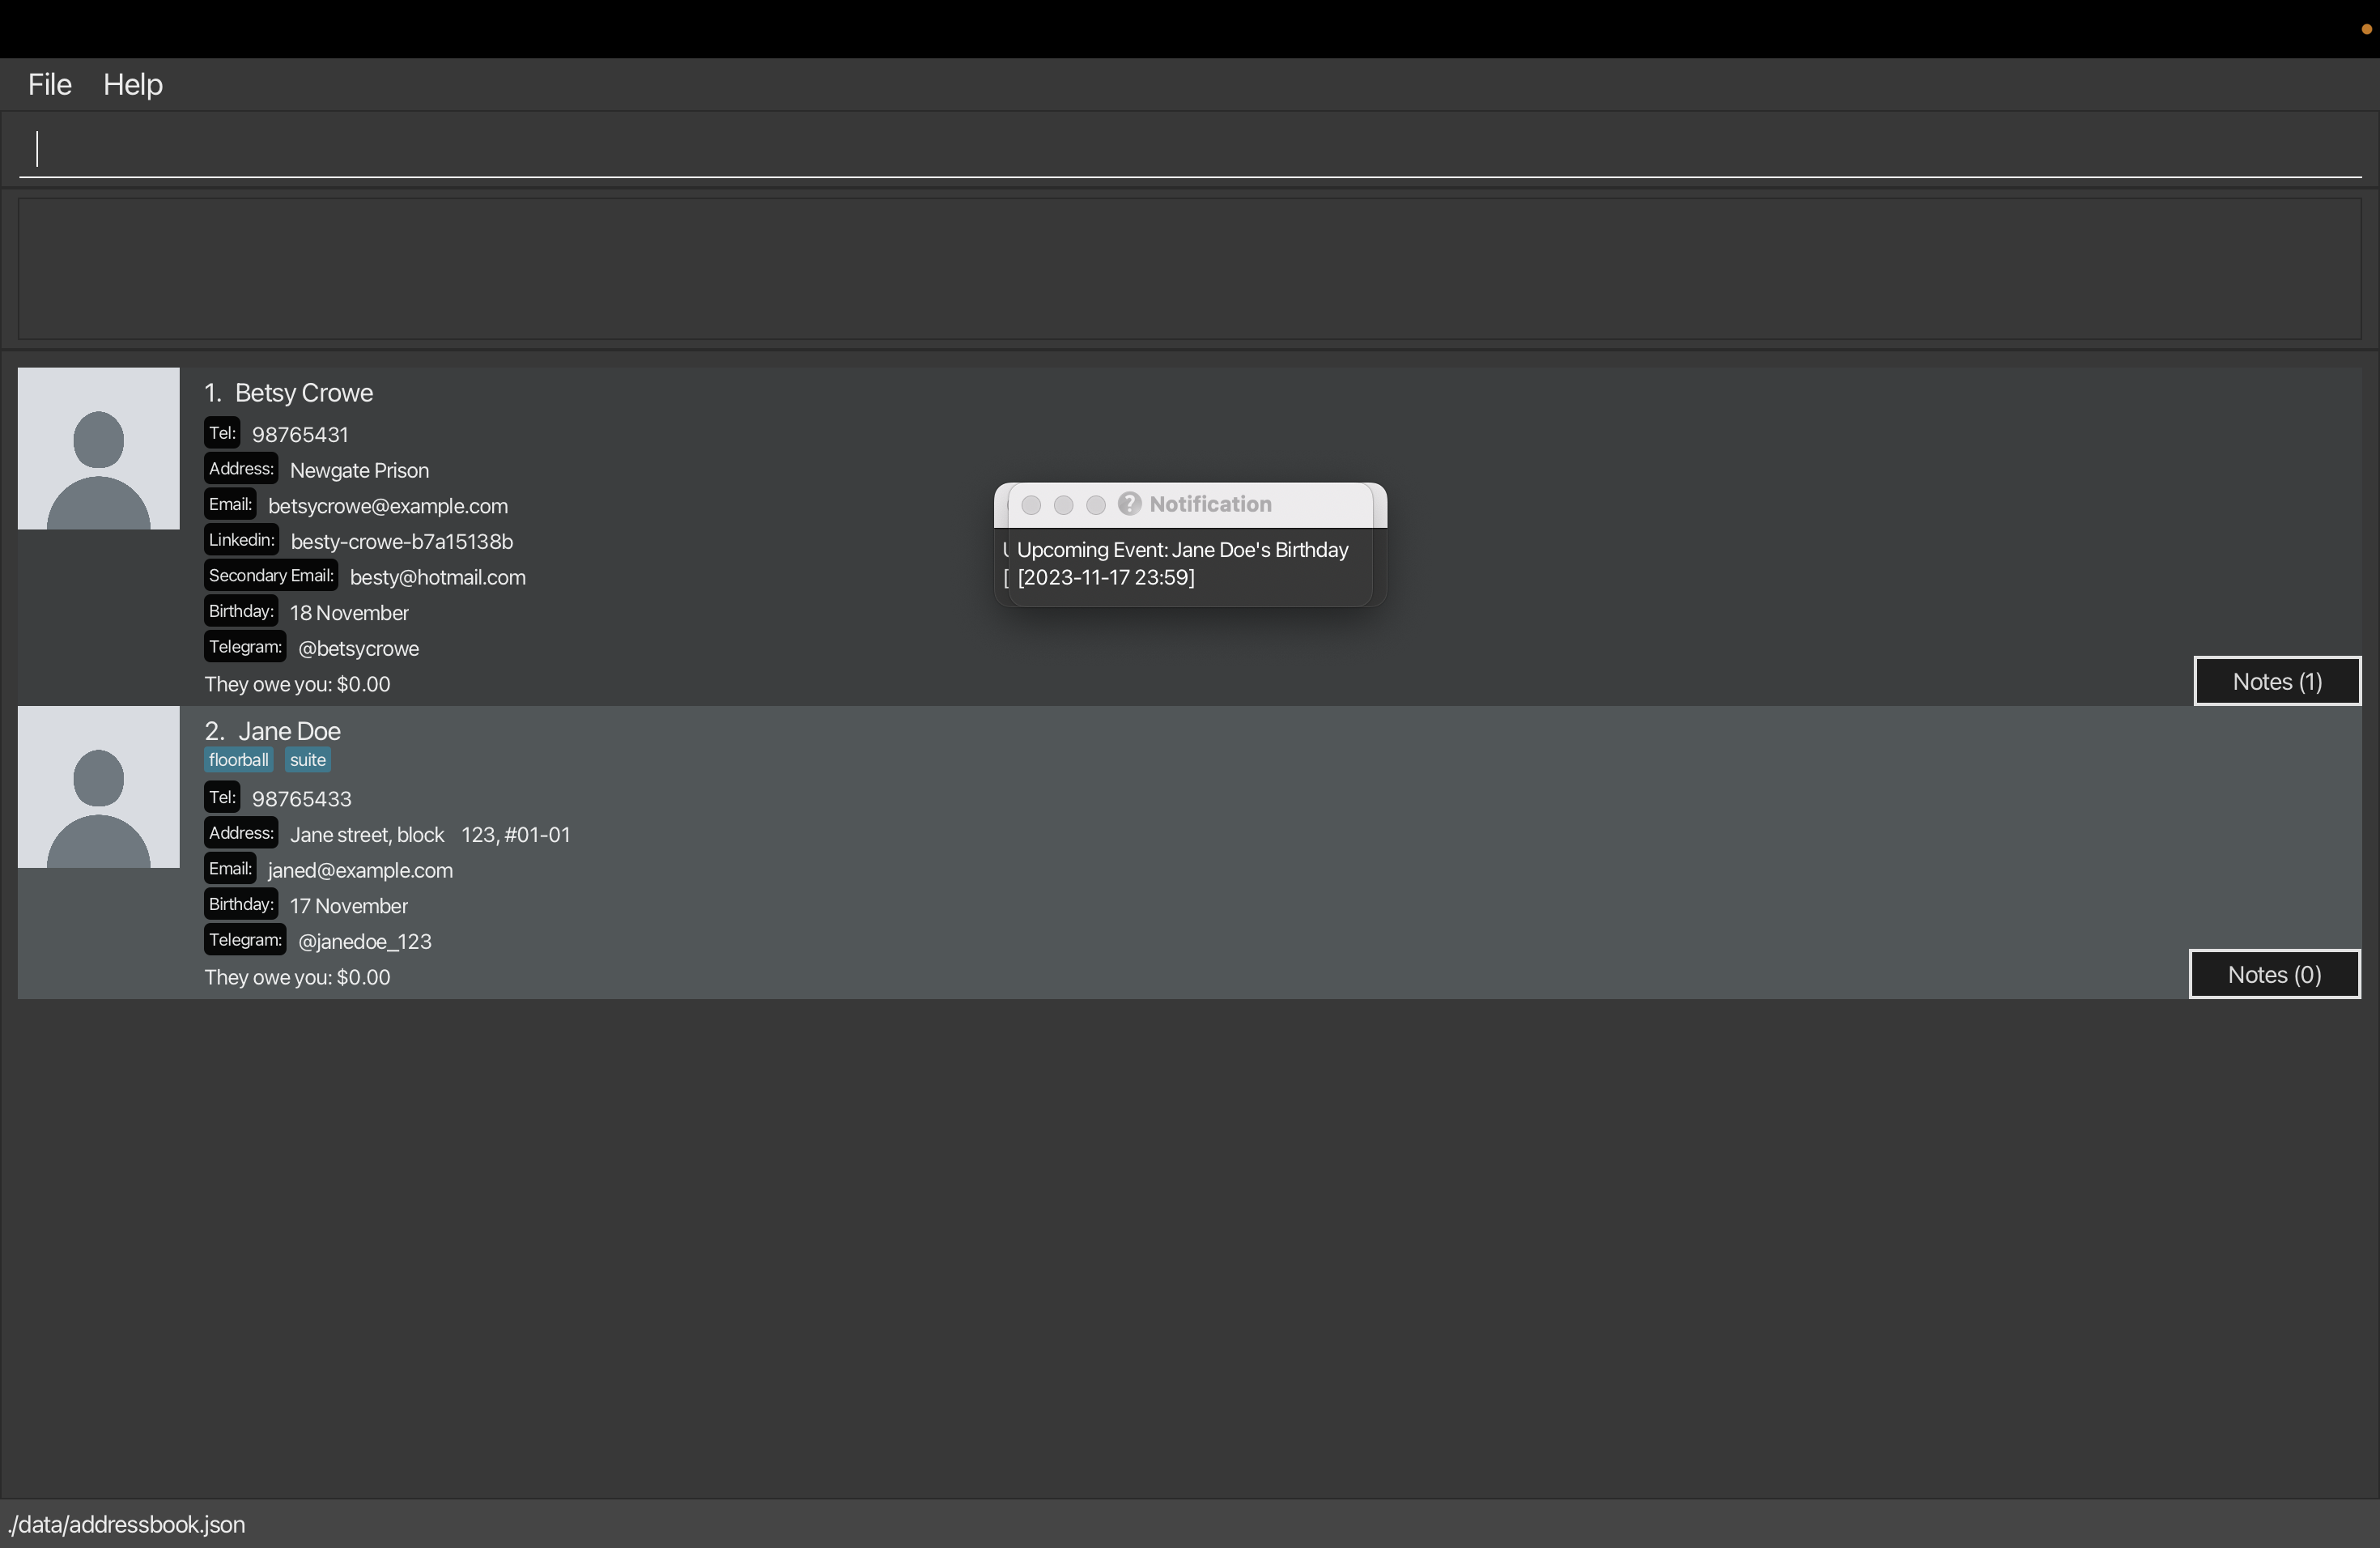 File Help
1. Betsy Crowe
Tel: 98765431
Address: Newgate Prison
Email: betsycrowe@example.com
Linkedin: besty-crowe-b7a15138b
Secondary Email: besty@hotmail.com
Birthday: 18 November
Telegram: @betsycrowe
They owe you: $0.00
Notes (1)
Notification
Upcoming Event: Jane Doe's Birthday
[2023-11-17 23:59]
2. Jane Doe
floorball suite
Tel: 98765433
Address: Jane street, block 123, #01-01
Email: janed@example.com
Birthday: 17 November
Telegram: @janedoe_123
They owe you: $0.00
Notes (0)
./data/addressbook.json